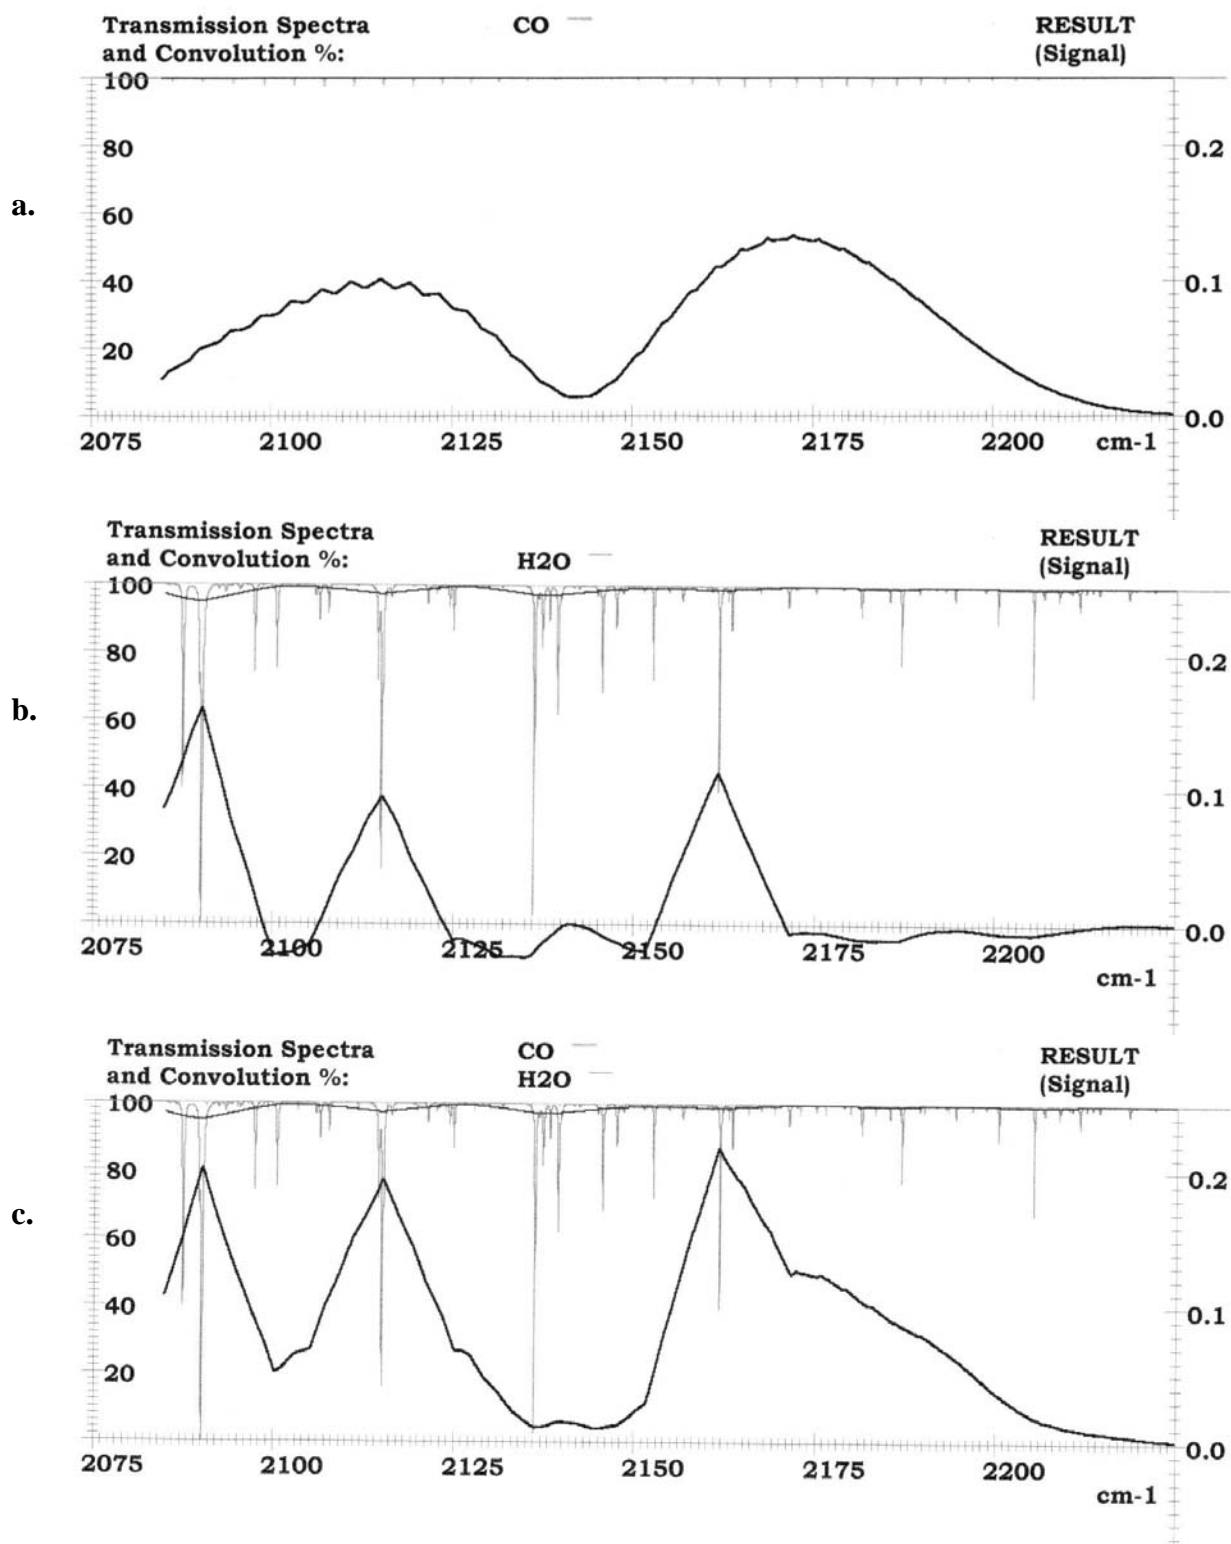 Transmission Spectra CO RESULT
and Convolution %: (Signal)
100
80 0.2
a.
60
40 0.1
20
0.0
2075 2100 2125 2150 2175 2200 cm-1
Transmission Spectra RESULT
and Convolution %: H2O (Signal)
100
80 0.2
b.
60
40 0.1
20
2075 2100 2125 2150 2175 2200 0.0
cm-1
Transmission Spectra CO RESULT
and Convolution %: H2O (Signal)
100
80 0.2
c.
60
40 0.1
20
0.0
2075 2100 2125 2150 2175 2200
cm-1